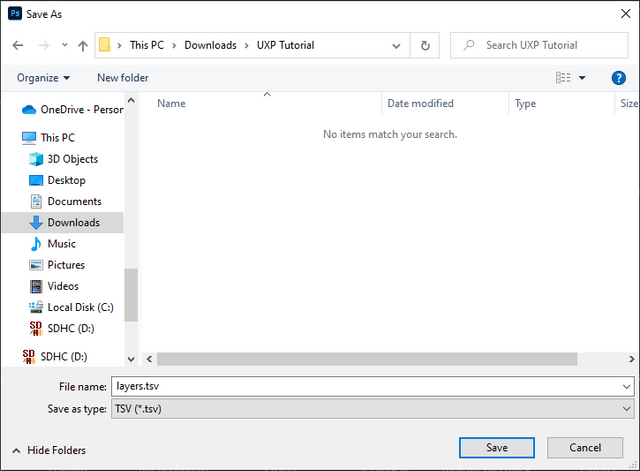 Ps Save As
This PC Downloads UXP Tutorial Search UXP Tutorial
Organize New folder ?
Name Date modified Type Size
No items match your search.
OneDrive - Person
This PC
3D Objects
Desktop
Documents
Downloads
Music
Pictures
Videos
Local Disk (C:)
SDHC (D:)
SDHC (D:)
File name: layers.tsv
Save as type: TSV (*.tsv)
Hide Folders Save Cancel